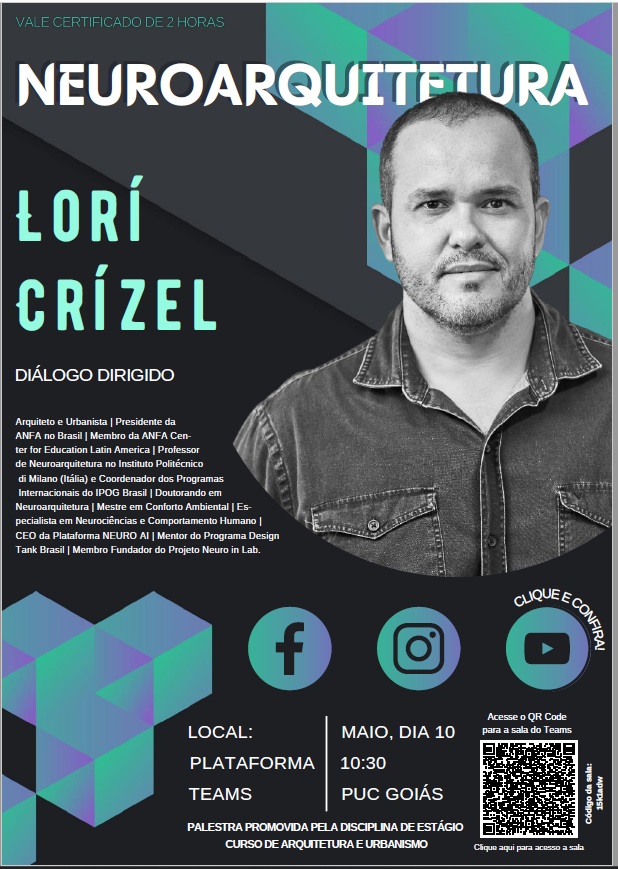 VALE CERTIFICADO DE 2 HORAS
NEUROARQUITETURA
LORÍ
CRÍZEL
DIÁLOGO DIRIGIDO
Arquiteto e Urbanista | Presidente da
ANFA no Brasil | Membro da ANFA Cen-
ter for Education Latin America | Professor
de Neuroarquitetura no Instituto Politécnico
di Milano (Itália) e Coordenador dos Programas
Internacionais do IPOG Brasil | Doutorando em
Neuroarquitetura | Mestre em Conforto Ambiental | Es-
pecialista em Neurociências e Comportamento Humano |
CEO da Plataforma NEURO AI | Mentor do Programa Design
Tank Brasil | Membro Fundador do Projeto Neuro in Lab.
CLIQUE E CONFIRA!
LOCAL:
PLATAFORMA
TEAMS
MAIO, DIA 10
10:30
PUC GOIÁS
Acesse o QR Code
para a sala do Teams
Código da sala:
Clique aqui para acesso a sala
PALESTRA PROMOVIDA PELA DISCIPLINA DE ESTÁGIO
CURSO DE ARQUITETURA E URBANISMO